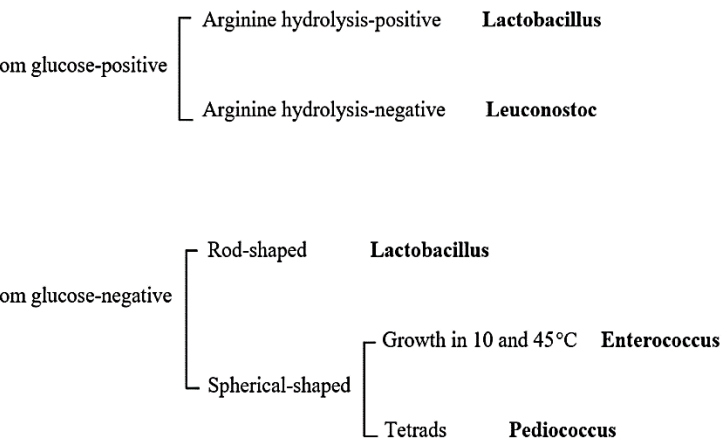 Arginine hydrolysis-positive Lactobacillus
om glucose-positive
Arginine hydrolysis-negative Leuconostoc
Rod-shaped Lactobacillus
om glucose-negative
Growth in 10 and 45°C Enterococcus
Spherical-shaped
Tetrads Pediococcus